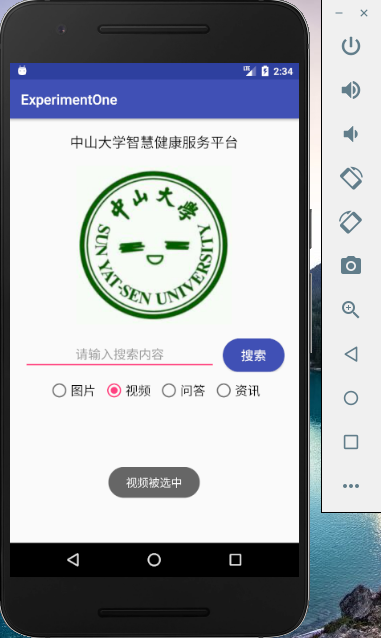 LTE 2:34
ExperimentOne
中山大学智慧健康服务平台
中山大學
SUN YAT-SEN UNIVERSITY
请输入搜索内容 搜索
图片 视频 问答 资讯
视频被选中